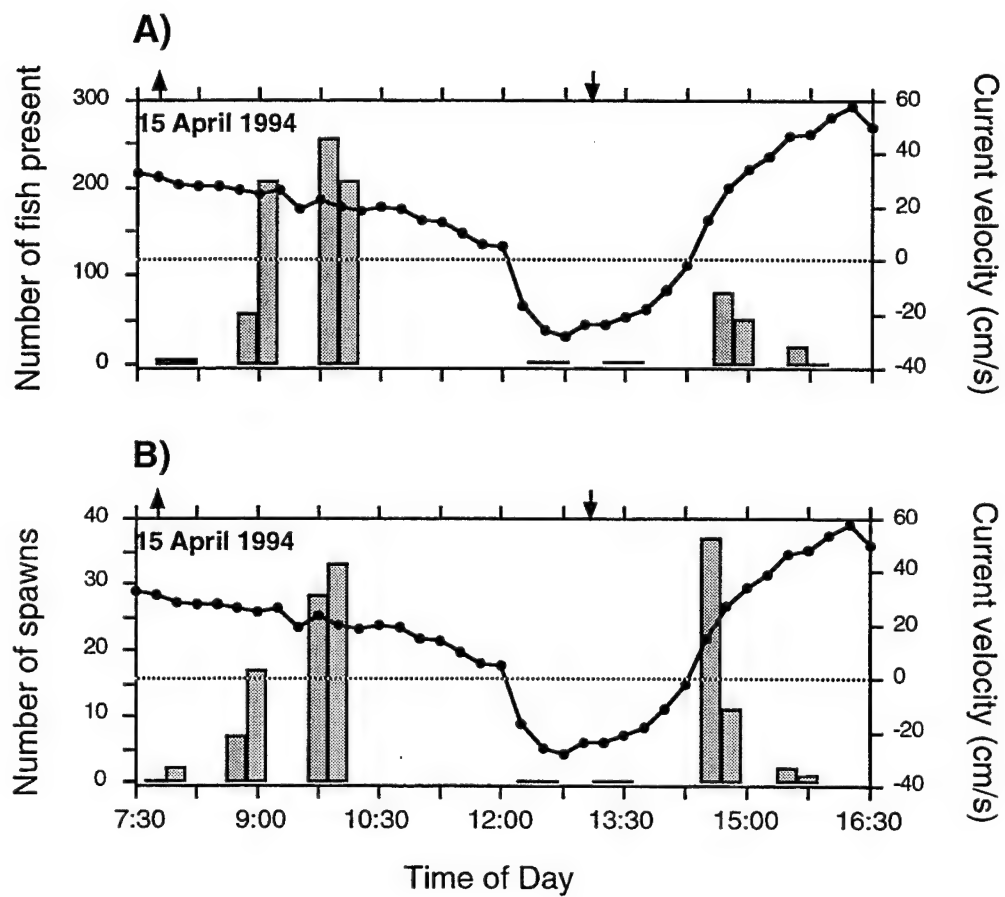 A)
Number of fish present
300
200
100
0
15 April 1994
60
40
20
0
-20
-40
Current velocity (cm/s)
B)
Number of spawns
40
30
20
10
0
15 April 1994
60
40
20
0
-20
-40
Current velocity (cm/s)
7:30 9:00 10:30 12:00 13:30 15:00 16:30
Time of Day